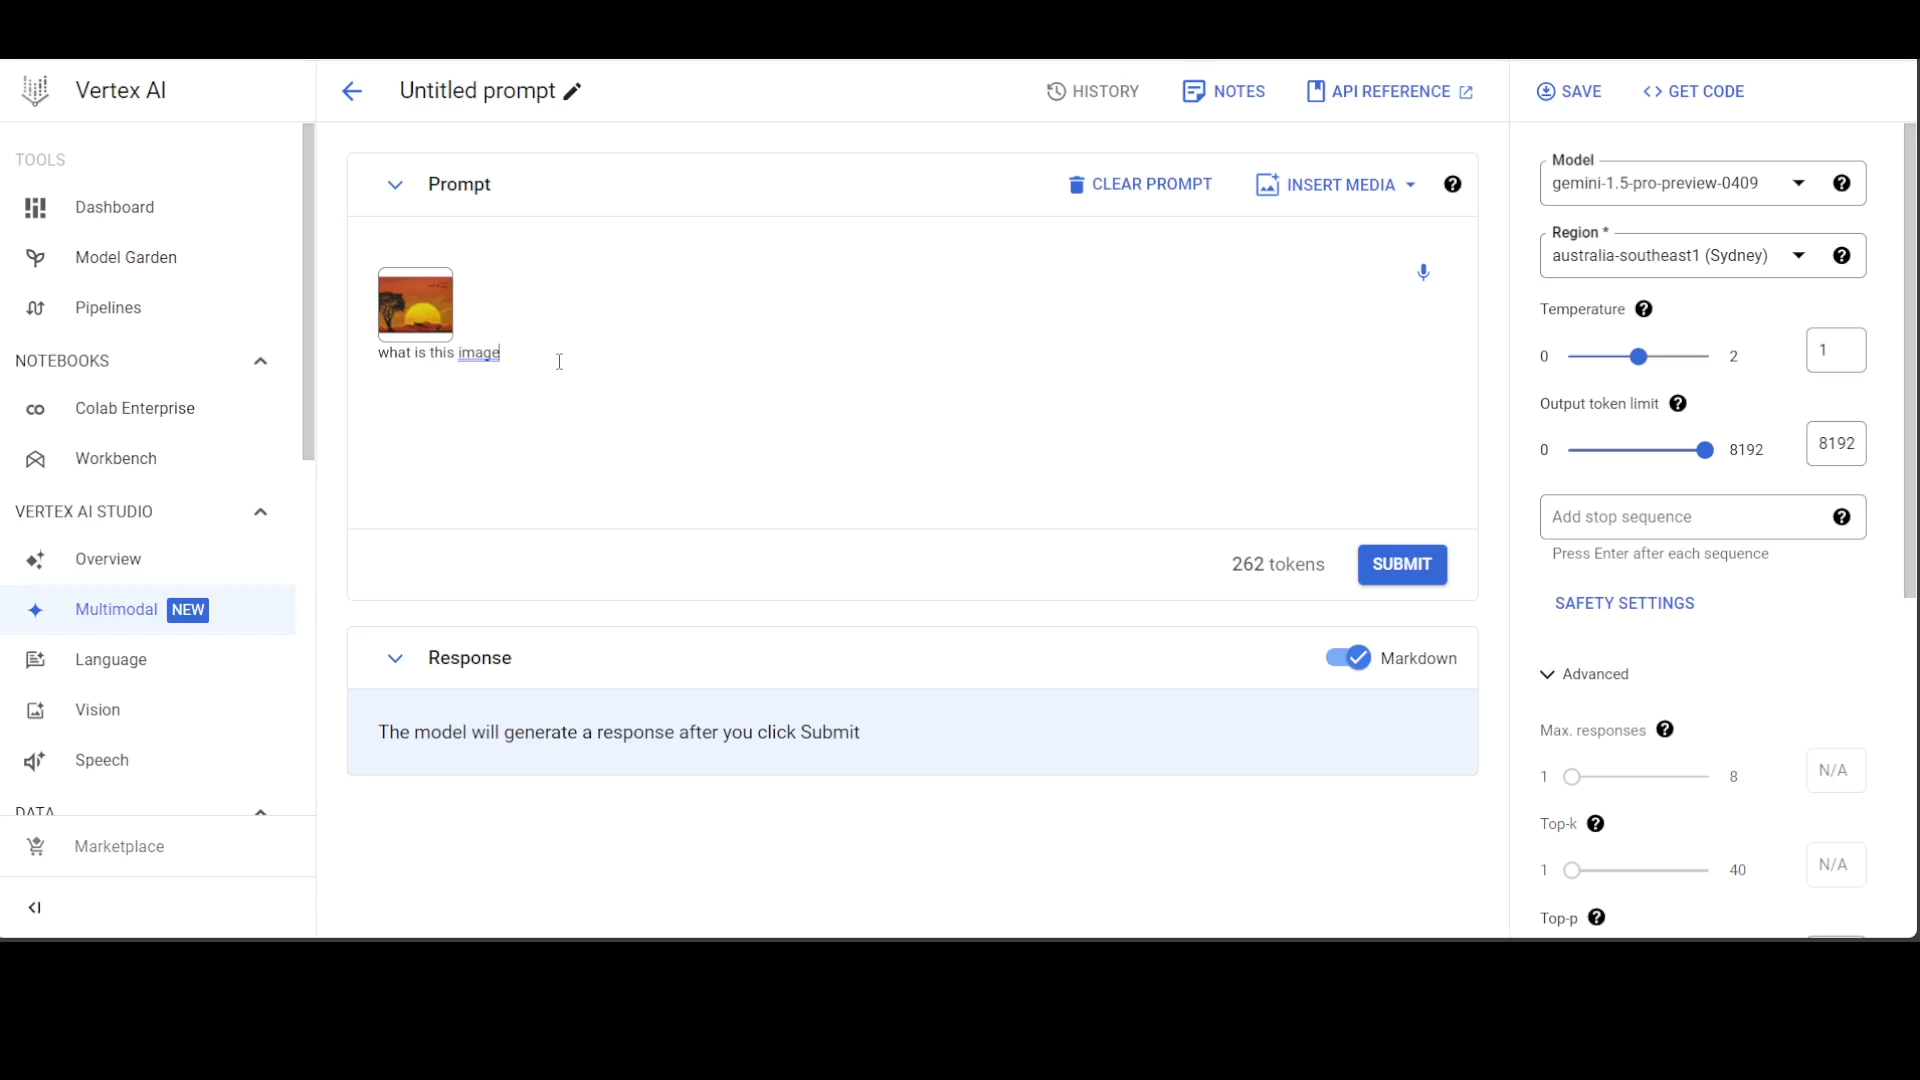 Vertex AI
Untitled prompt
HISTORY
NOTES
API REFERENCE
SAVE
<> GET CODE
TOOLS
Dashboard
Model Garden
Pipelines
NOTEBOOKS
Colab Enterprise
Workbench
VERTEX AI STUDIO
Overview
Multimodal NEW
Language
Vision
Speech
DATA
Marketplace
Prompt
CLEAR PROMPT
INSERT MEDIA
what is this image
262 tokens
SUBMIT
Response
Markdown
The model will generate a response after you click Submit
Model
gemini-1.5-pro-preview-0409
Region *
australia-southeast1 (Sydney)
Temperature
0 2 1
Output token limit
0 8192 8192
Add stop sequence
Press Enter after each sequence
SAFETY SETTINGS
Advanced
Max. responses
1 8 N/A
Top-k
1 40 N/A
Top-p